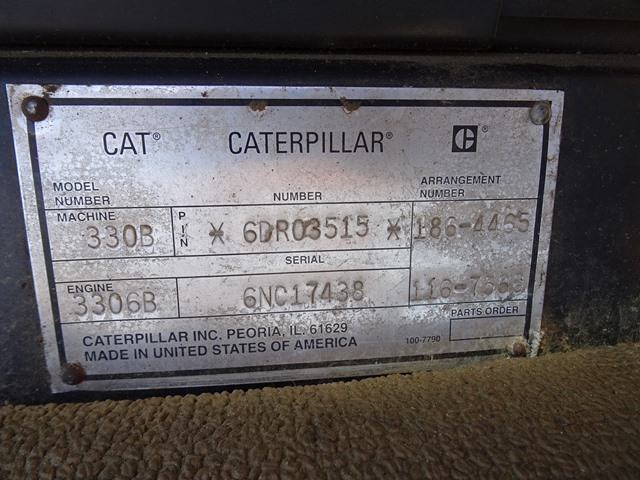 CAT® CATERPILLAR® C®
MODEL NUMBER NUMBER ARRANGEMENT NUMBER
MACHINE 330B PIN * 6DR03515 * 186-4465
SERIAL
ENGINE 3306B 6NC17438
PARTS ORDER
CATERPILLAR INC. PEORIA, IL. 61629
MADE IN UNITED STATES OF AMERICA 100-7790